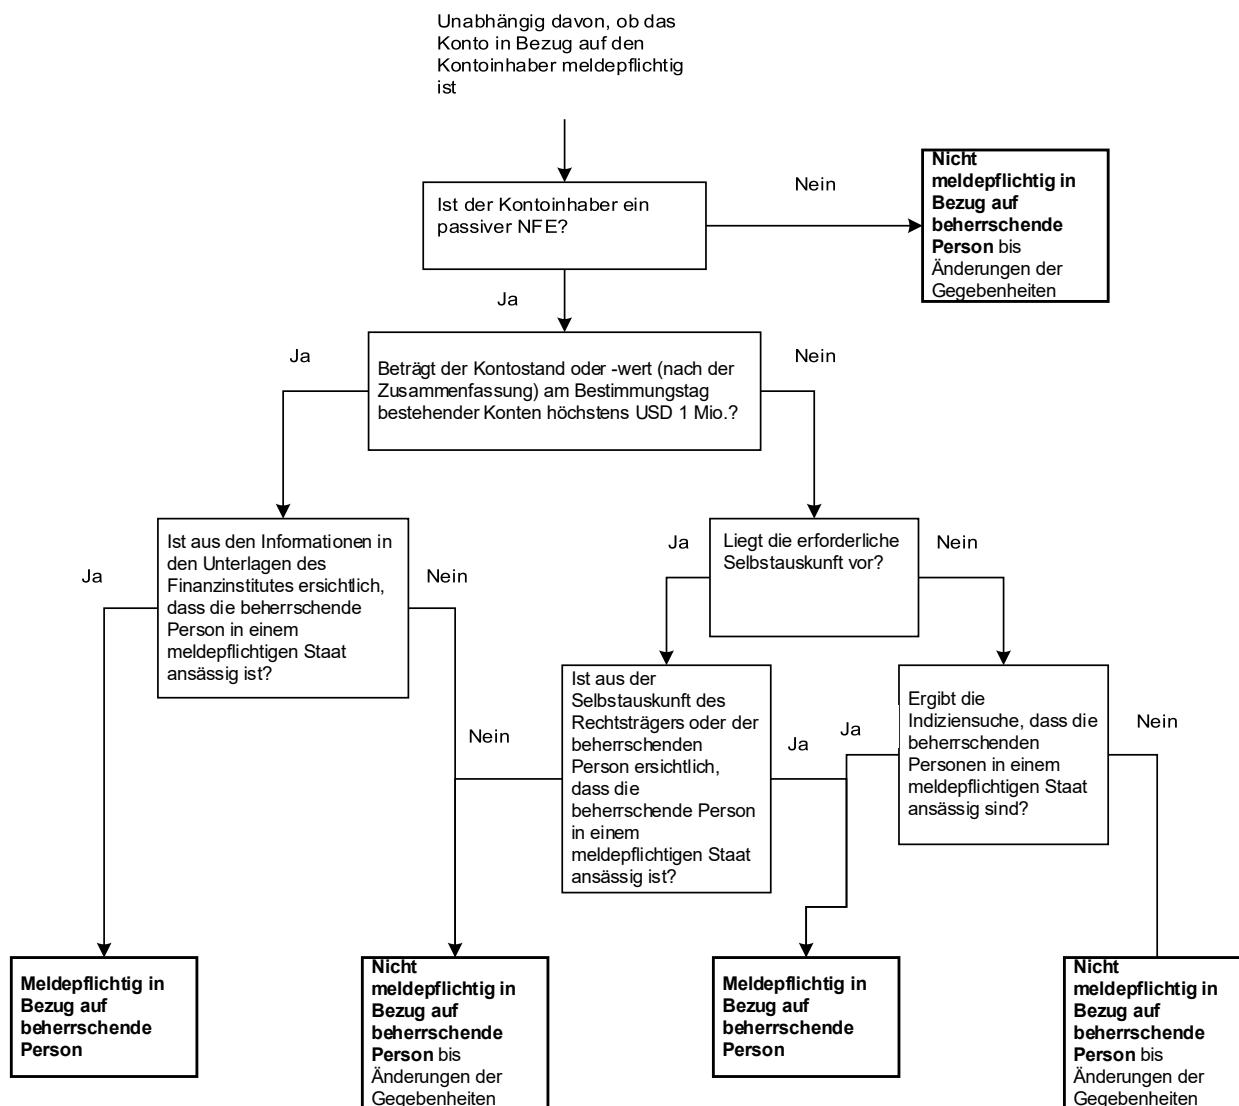 Unabhängig davon, ob das
Konto in Bezug auf den
Kontoinhaber meldepflichtig
ist
Nicht
meldepflichtig in
Bezug auf
beherrschende
Person bis
Änderungen der
Gegebenheiten
Nein
Ist der Kontoinhaber ein
passiver NFE?
Ja
Ja
Beträgt der Kontostand oder -wert (nach der
Zusammenfassung) am Bestimmungstag
bestehender Konten höchstens USD 1 Mio.?
Nein
Ja
Ist aus den Informationen in
den Unterlagen des
Finanzinstitutes ersichtlich,
dass die beherrschende
Person in einem
meldepflichtigen Staat
ansässig ist?
Nein
Ja
Liegt die erforderliche
Selbstauskunft vor?
Nein
Nein
Ist aus der
Selbstauskunft des
Rechtsträgers oder der
beherrschenden
Person ersichtlich,
dass die
beherrschende Person
in einem
meldepflichtigen Staat
ansässig ist?
Ja
Ja
Ergibt die
Indiziensuche, dass die
beherrschenden
Personen in einem
meldepflichtigen Staat
ansässig sind?
Nein
Meldepflichtig in
Bezug auf
beherrschende
Person
Nicht
meldepflichtig in
Bezug auf
beherrschende
Person bis
Änderungen der
Gegebenheiten
Meldepflichtig in
Bezug auf
beherrschende
Person
Nicht
meldepflichtig in
Bezug auf
beherrschende
Person bis
Änderungen der
Gegebenheiten